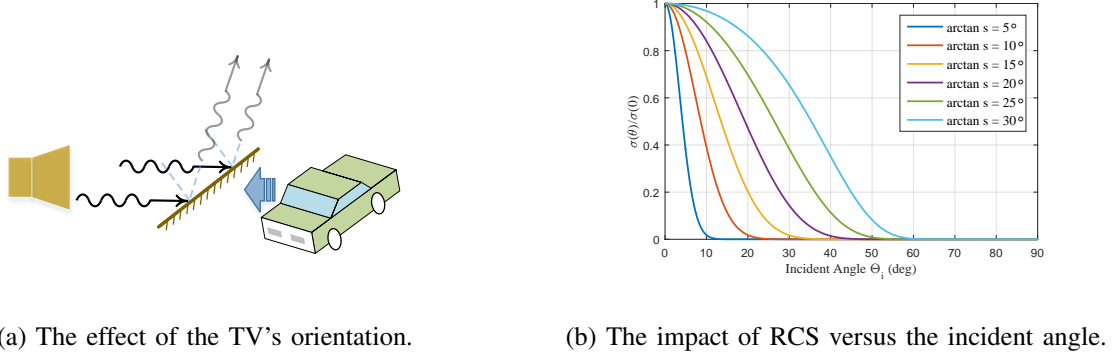 1
0.8
0.6
0.4
0.2
0
σ(θ)/σ(0)
arctan s = 5°
arctan s = 10°
arctan s = 15°
arctan s = 20°
arctan s = 25°
arctan s = 30°
0 10 20 30 40 50 60 70 80 90
Incident Angle Θi (deg)
a) The effect of the TV's orientation.
(b) The impact of RCS versus the incident angle.